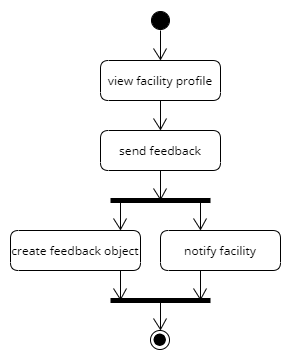 view facility profile
send feedback
create feedback object
notify facility